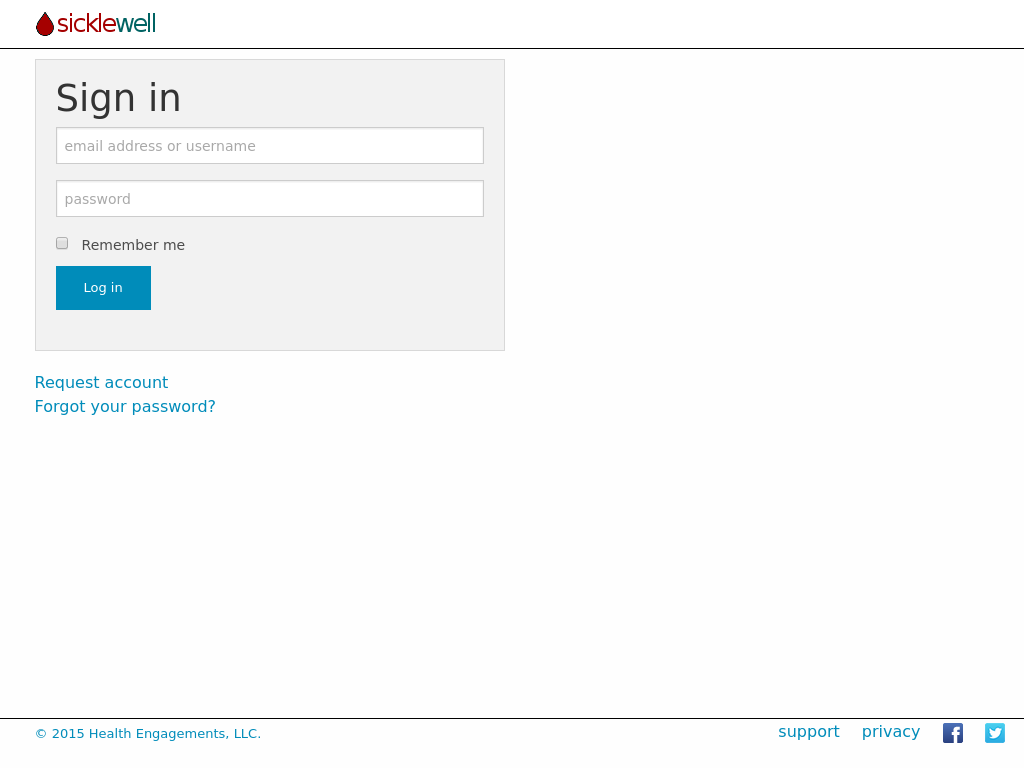 sicklewell
Sign in
email address or username
password
Remember me
Log in
Request account
Forgot your password?
© 2015 Health Engagements, LLC.
support privacy